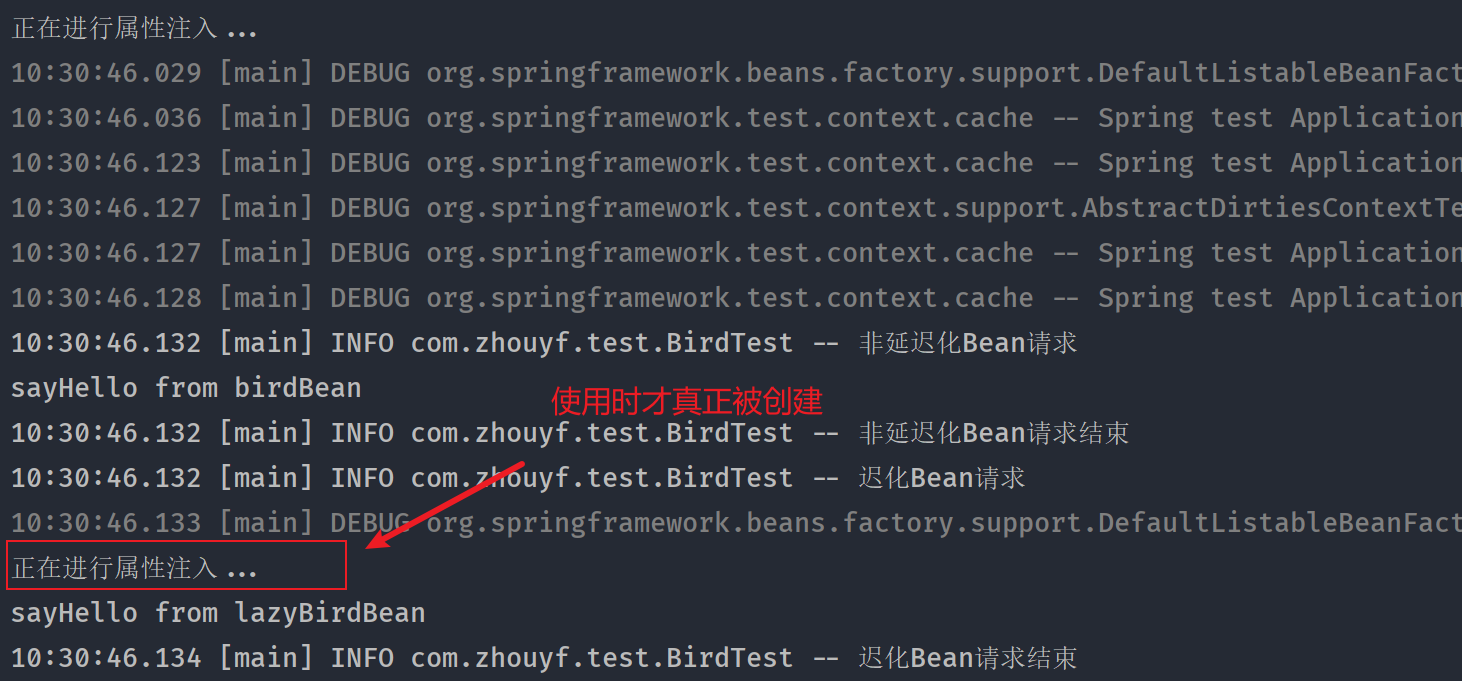 正在进行属性注入 ...
10:30:46.029 [main] DEBUG org.springframework.beans.factory.support.DefaultListableBeanFact
10:30:46.036 [main] DEBUG org.springframework.test.context.cache -- Spring test Application
10:30:46.123 [main] DEBUG org.springframework.test.context.cache -- Spring test Application
10:30:46.127 [main] DEBUG org.springframework.test.context.support.AbstractDirtiesContextTe
10:30:46.127 [main] DEBUG org.springframework.test.context.cache -- Spring test Application
10:30:46.128 [main] DEBUG org.springframework.test.context.cache -- Spring test Application
10:30:46.132 [main] INFO com.zhouyf.test.BirdTest -- 非延迟化Bean请求
sayHello from birdBean
使用时才真正被创建
10:30:46.132 [main] INFO com.zhouyf.test.BirdTest -- 非延迟化Bean请求结束
10:30:46.132 [main] INFO com.zhouyf.test.BirdTest -- 迟化Bean请求
10:30:46.133 [main] DEBUG org.springframework.beans.factory.support.DefaultListableBeanFact
正在进行属性注入 ...
sayHello from lazyBirdBean
10:30:46.134 [main] INFO com.zhouyf.test.BirdTest -- 迟化Bean请求结束